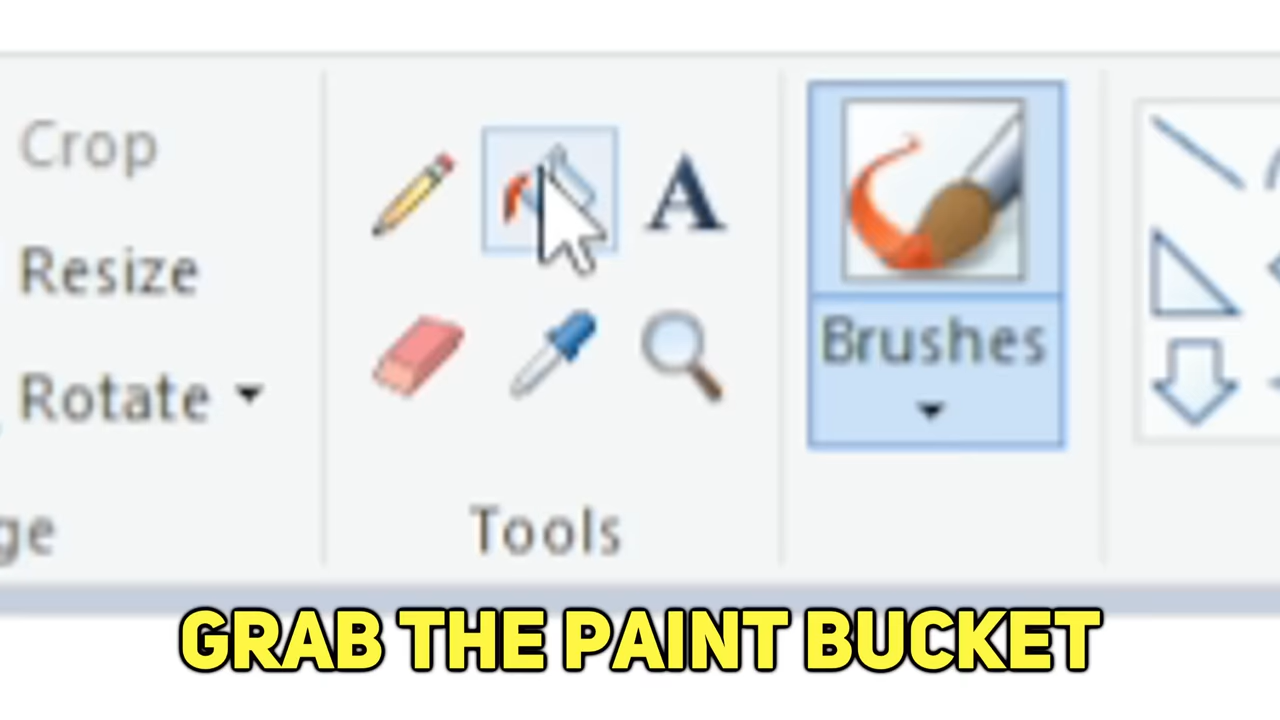 Crop
Resize
Rotate
ge
Tools
A
Brushes
GRAB THE PAINT BUCKET